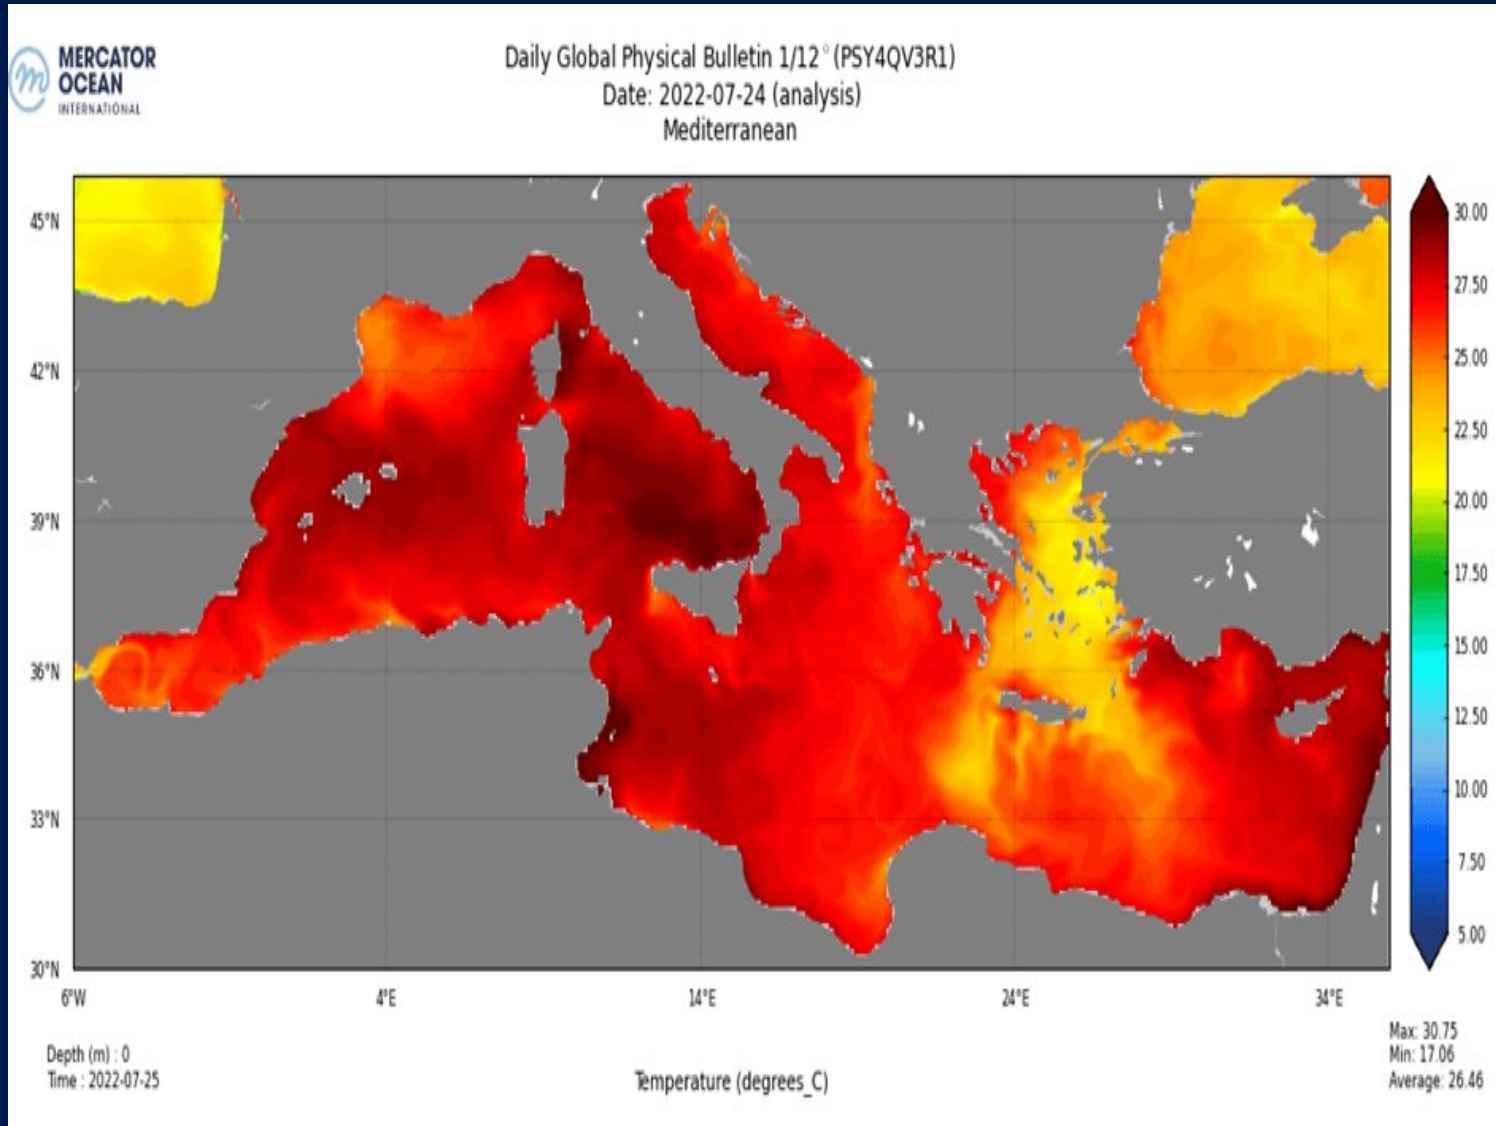 MERCATOR
OCEAN
INTERNATIONAL
Daily Global Physical Bulletin 1/12° (PSY4QV3R1)
Date: 2022-07-24 (analysis)
Mediterranean
45°N
42°N
39°N
36°N
33°N
30°N
6°W
4°E
14°E
24°E
34°E
30.00
27.50
25.00
22.50
20.00
17.50
15.00
12.50
10.00
7.50
5.00
Depth (m) : 0
Time : 2022-07-25
Temperature (degrees_C)
Max: 30.75
Min: 17.06
Average: 26.46